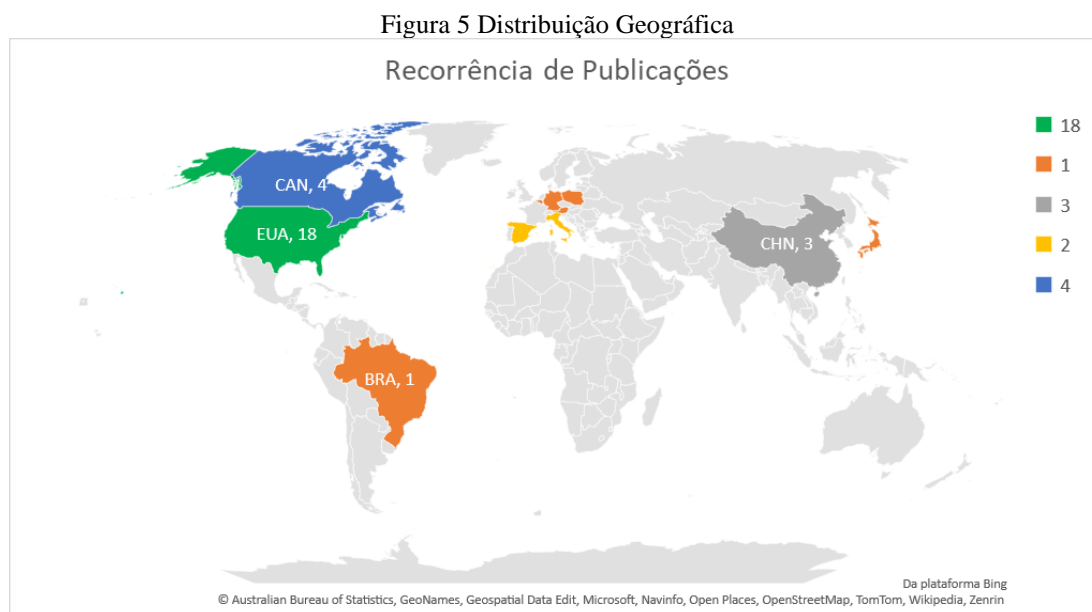 Figura 5 Distribuição Geográfica
Recorrência de Publicações
18
1
3
2
4
CAN, 4
EUA, 18
CHN, 3
BRA, 1
Da plataforma Bing
© Australian Bureau of Statistics, GeoNames, Geospatial Data Edit, Microsoft, Navinfo, Open Places, OpenStreetMap, TomTom, Wikipedia, Zenrin